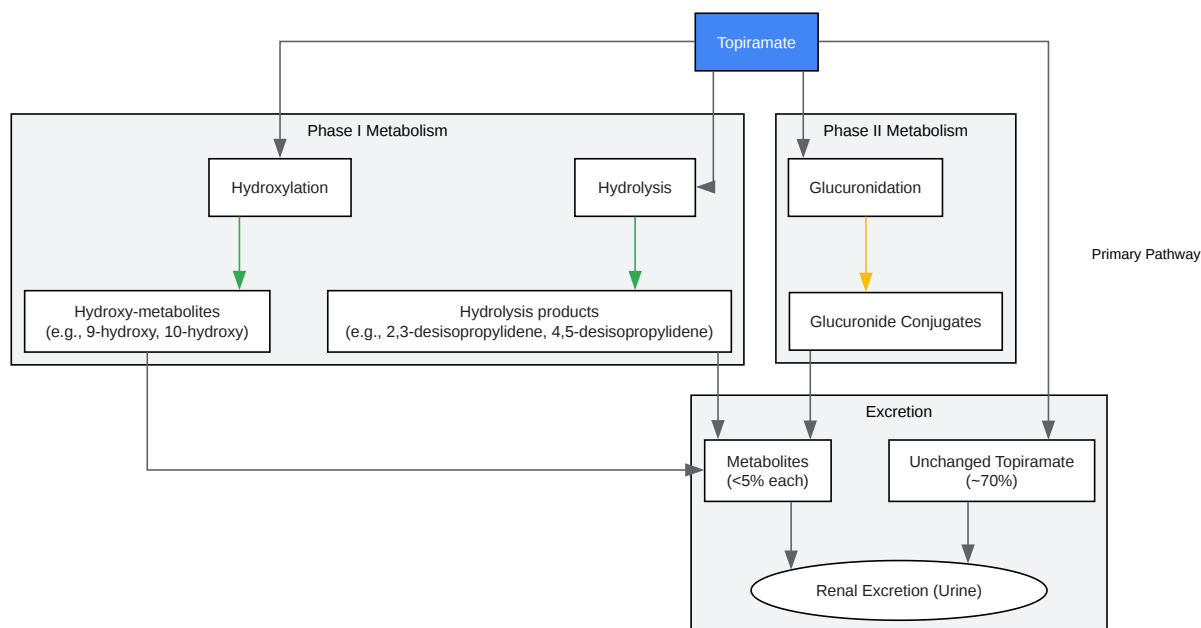 Topiramate
Phase I Metabolism
Phase II Metabolism
Hydroxylation
Hydrolysis
Glucuronidation
Primary Pathway
Hydroxy-metabolites
(e.g., 9-hydroxy, 10-hydroxy)
Hydrolysis products
(e.g., 2,3-desisopropylidene, 4,5-desisopropylidene)
Glucuronide Conjugates
Excretion
Metabolites
(<5% each)
Unchanged Topiramate
(~70%)
Renal Excretion (Urine)